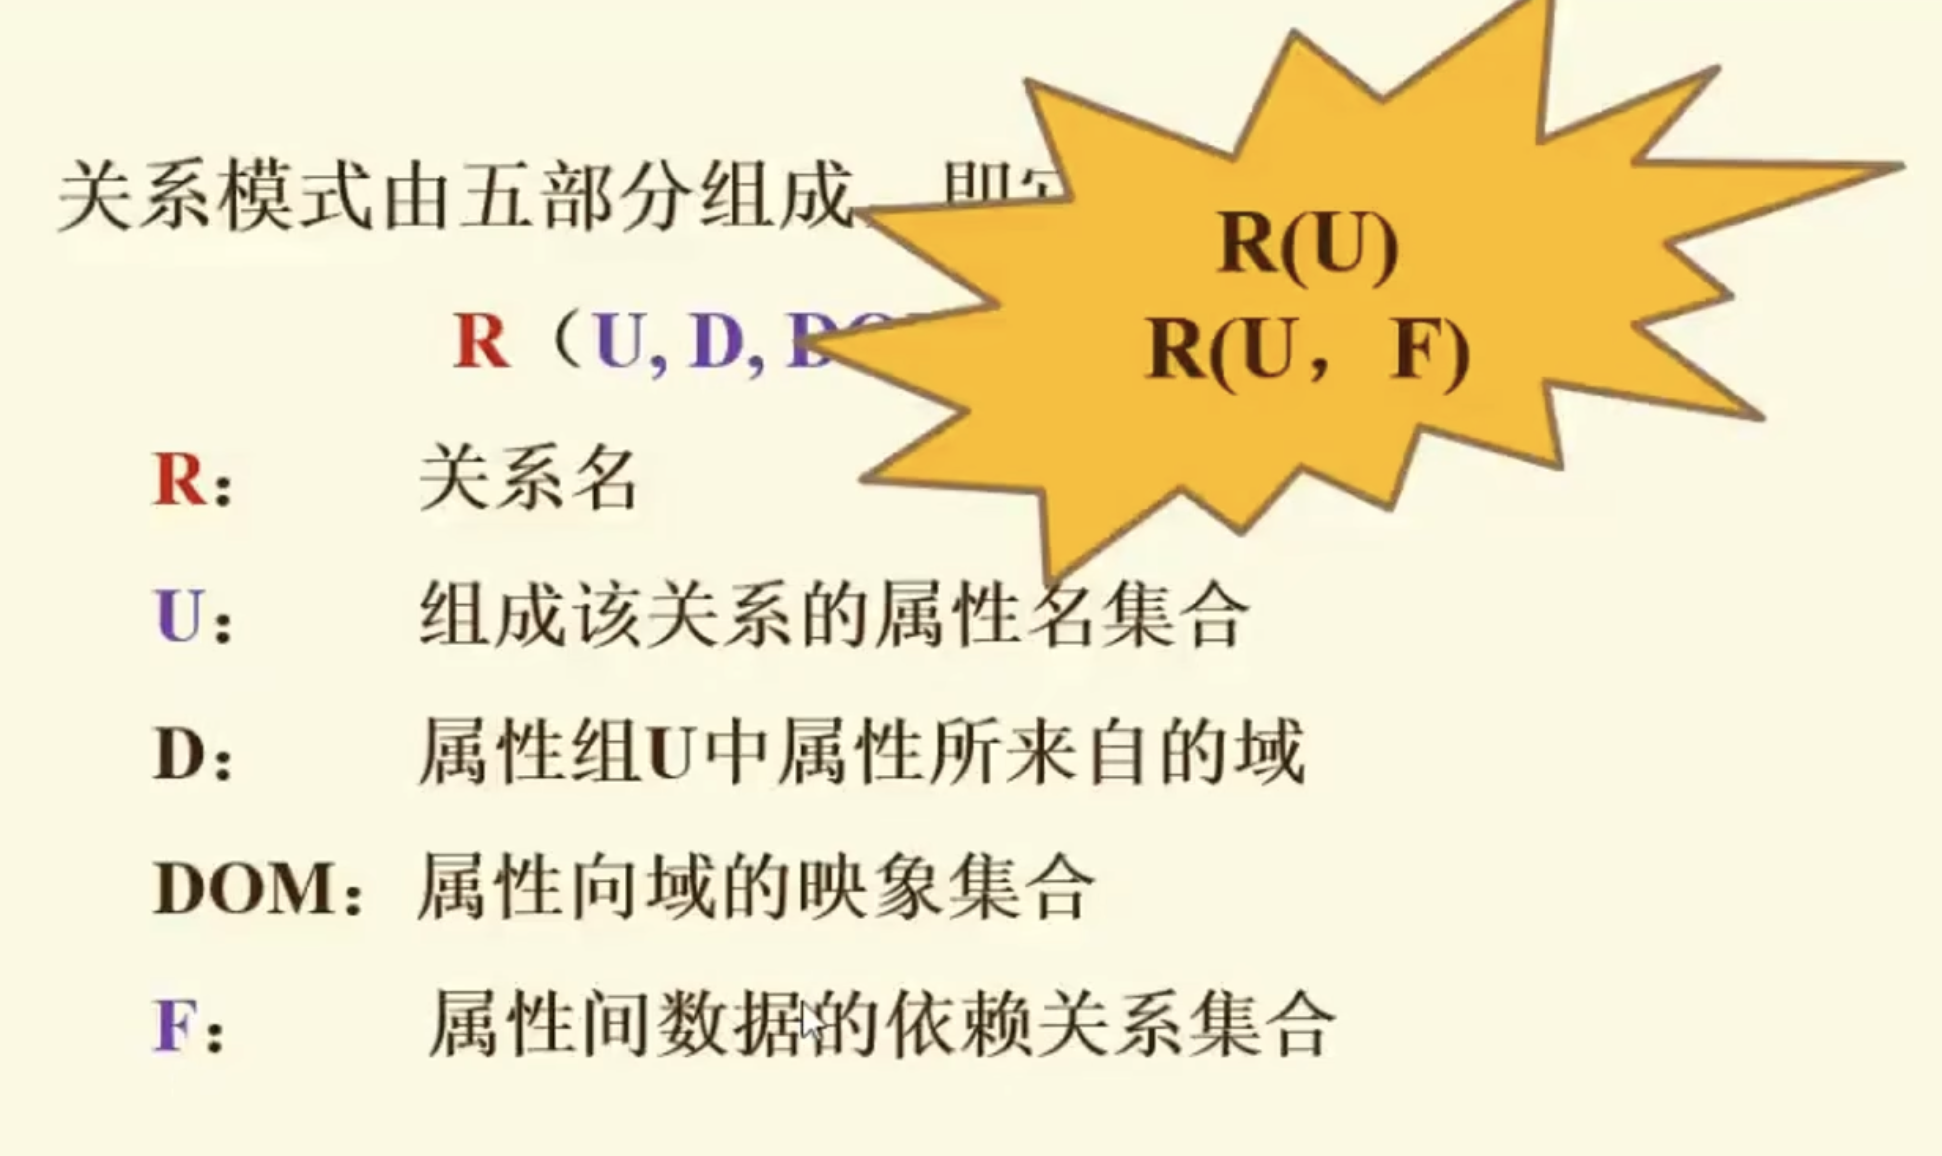 关系模式由五部分组成，即
R（U, D,
R(U)
R(U，F)
R： 关系名
U： 组成该关系的属性名集合
D： 属性组U中属性所来自的域
DOM： 属性向域的映象集合
F： 属性间数据的依赖关系集合